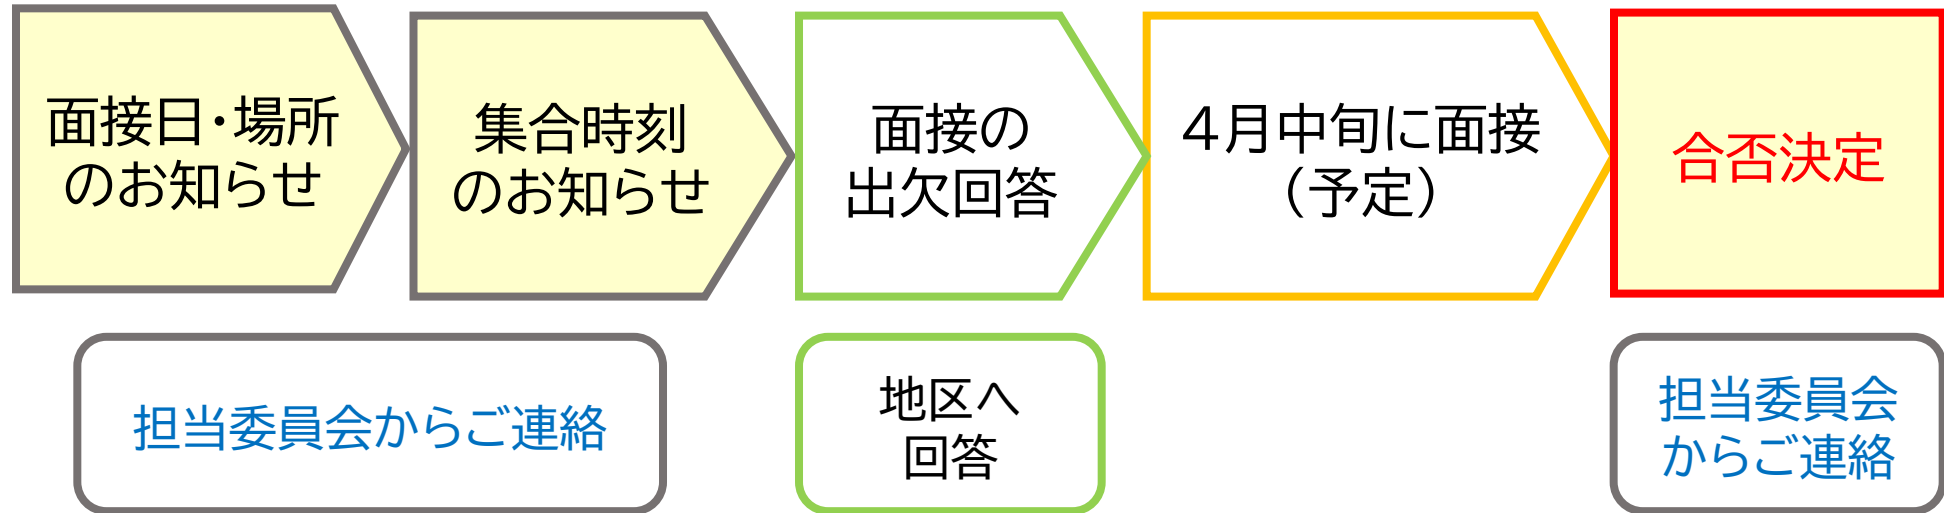 面接日・場所
のお知らせ
集合時刻
のお知らせ
面接の
出欠回答
４月中旬に面接
（予定）
合否決定
担当委員会からご連絡
地区へ
回答
担当委員会
からご連絡